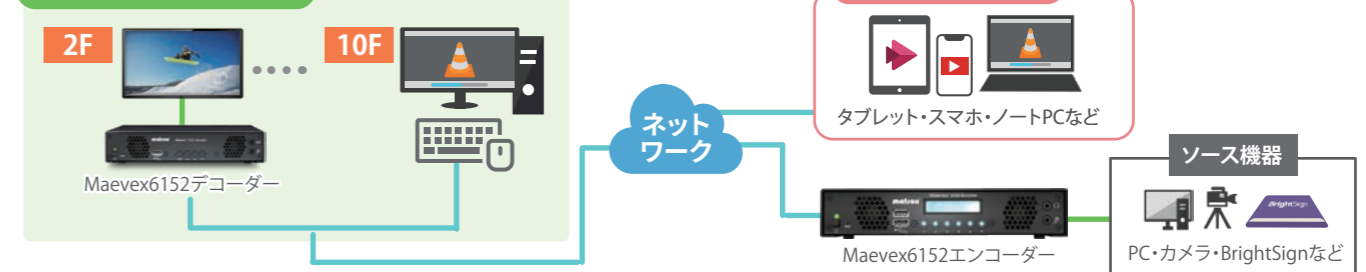 2F
10F
Maevex6152デコーダー
ネット
ワーク
タブレット・スマホ・ノートPCなど
matrox
Maevex6152エンコーダー
ソース機器
BrightSign
PC・カメラ・BrightSignなど